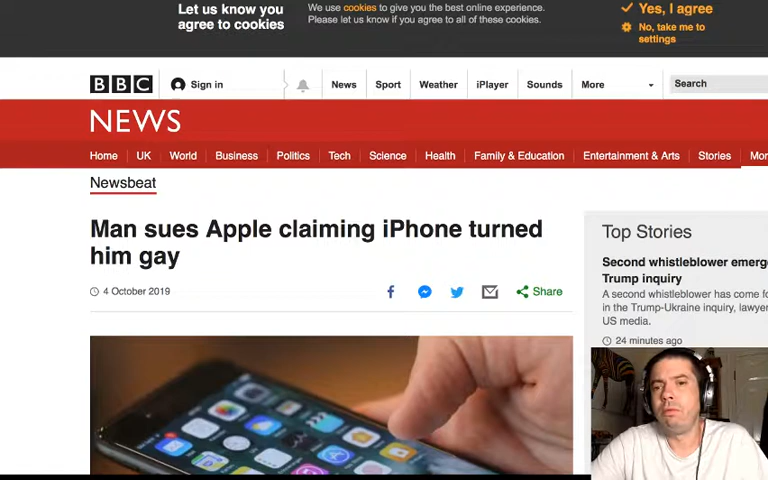 Let us know you
agree to cookies
We use cookies to give you the best online experience.
Please let us know if you agree to all of these cookies.
Yes, I agree
No, take me to
settings
BBC
Sign in
News
Sport
Weather
iPlayer
Sounds
More
Search
NEWS
Home
UK
World
Business
Politics
Tech
Science
Health
Family & Education
Entertainment & Arts
Stories
Mor
Newsbeat
Man sues Apple claiming iPhone turned
him gay
4 October 2019
Share
Top Stories
Second whistleblower emerg
Trump inquiry
A second whistleblower has come fo
in the Trump-Ukraine inquiry, lawye
US media.
24 minutes ago